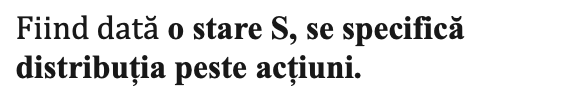 Fiind dată o stare S, se specifică
distribuția peste acțiuni.